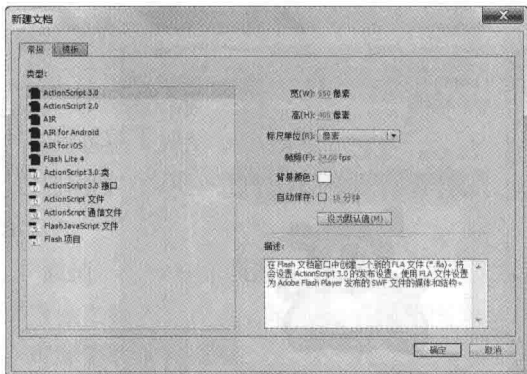 新建文档
常规 模板
类型:
ActionScript 3.0
ActionScript 2.0
AIR
AIR for Android
AIR for iOS
Flash Lite 4
ActionScript 3.0 类
ActionScript 3.0 接口
ActionScript 文件
ActionScript 通信文件
FlashJavaScript 文件
Flash 项目
宽(W): 550 像素
高(H): 400 像素
标尺单位(R): 像素
帧频(F): 24.00 fps
背景颜色:
自动保存: 10 分钟
设为默认值(M)
描述:
在 Flash 文档窗口中创建一个新的 FLA 文件 (*.fla)。将
会设置 ActionScript 3.0 的发布设置。使用 FLA 文件设置
为 Adobe Flash Player 发布的 SWF 文件的媒体和结构。
确定 取消